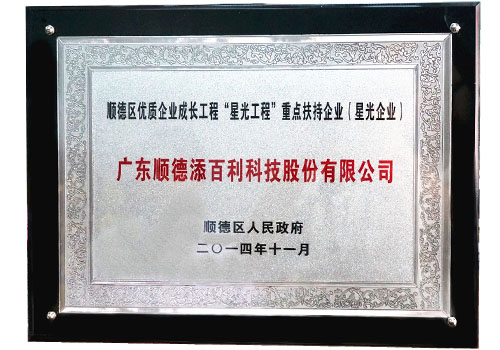 顺德区优质企业成长工程“星光工程”重点扶持企业(星光企业)
广东顺德添百利科技股份有限公司
顺德区人民政府
二〇一四年十一月